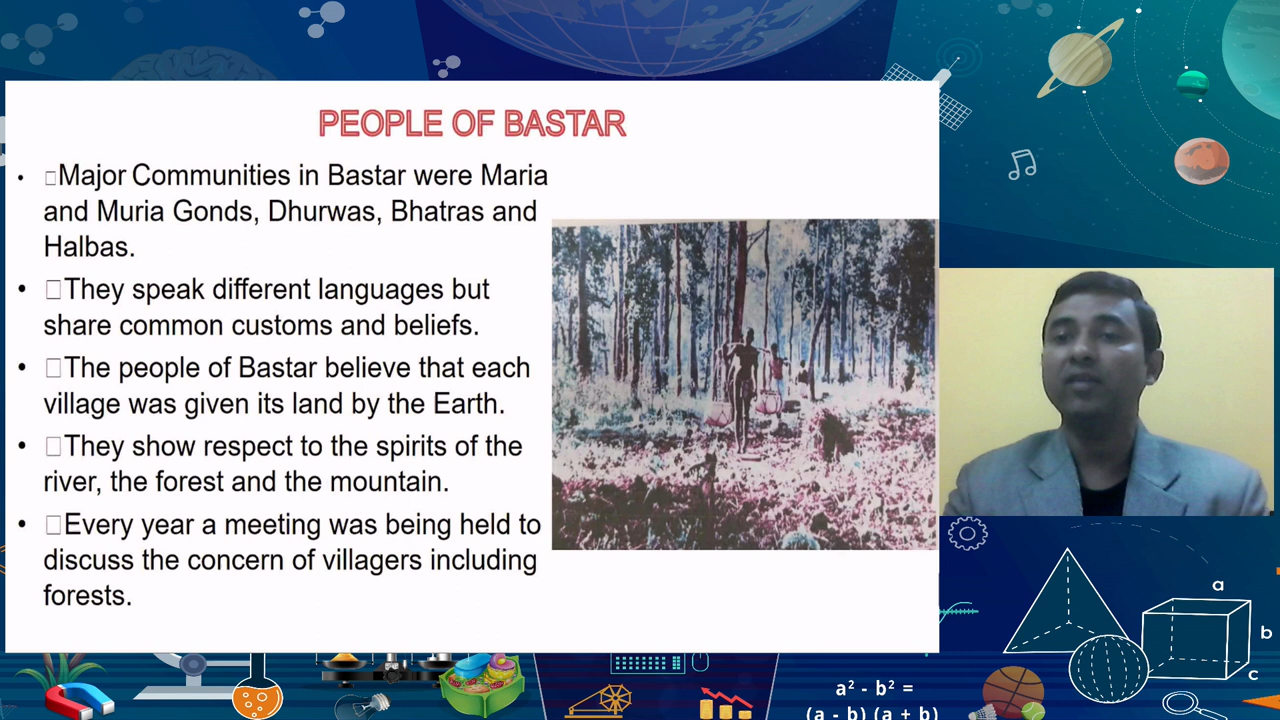 PEOPLE OF BASTAR
• □Major Communities in Bastar were Maria
and Muria Gonds, Dhurwas, Bhatras and
Halbas.
• □They speak different languages but
share common customs and beliefs.
• □The people of Bastar believe that each
village was given its land by the Earth.
• □They show respect to the spirits of the
river, the forest and the mountain.
• □Every year a meeting was being held to
discuss the concern of villagers including
forests.
a
b
c
a² - b² =
(a - b) (a + b)